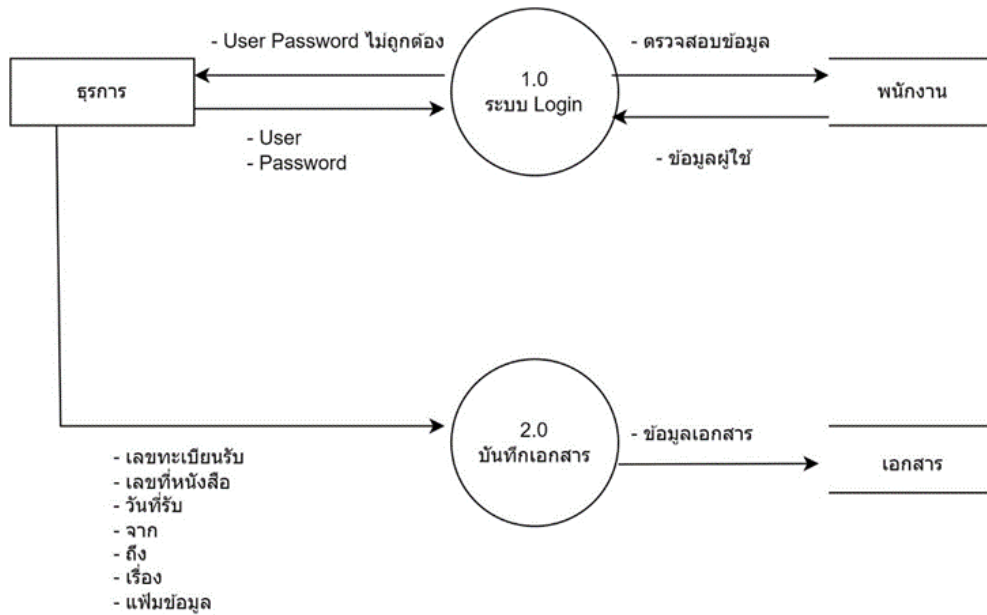 - User Password ไม่ถูกต้อง
- ตรวจสอบข้อมูล
ธุรการ
1.0
ระบบ Login
พนักงาน
- User
- Password
- ข้อมูลผู้ใช้
2.0
บันทึกเอกสาร
- ข้อมูลเอกสาร
เอกสาร
- เลขทะเบียนรับ
- เลขที่หนังสือ
- วันที่รับ
- จาก
- ถึง
- เรื่อง
- แฟ้มข้อมูล